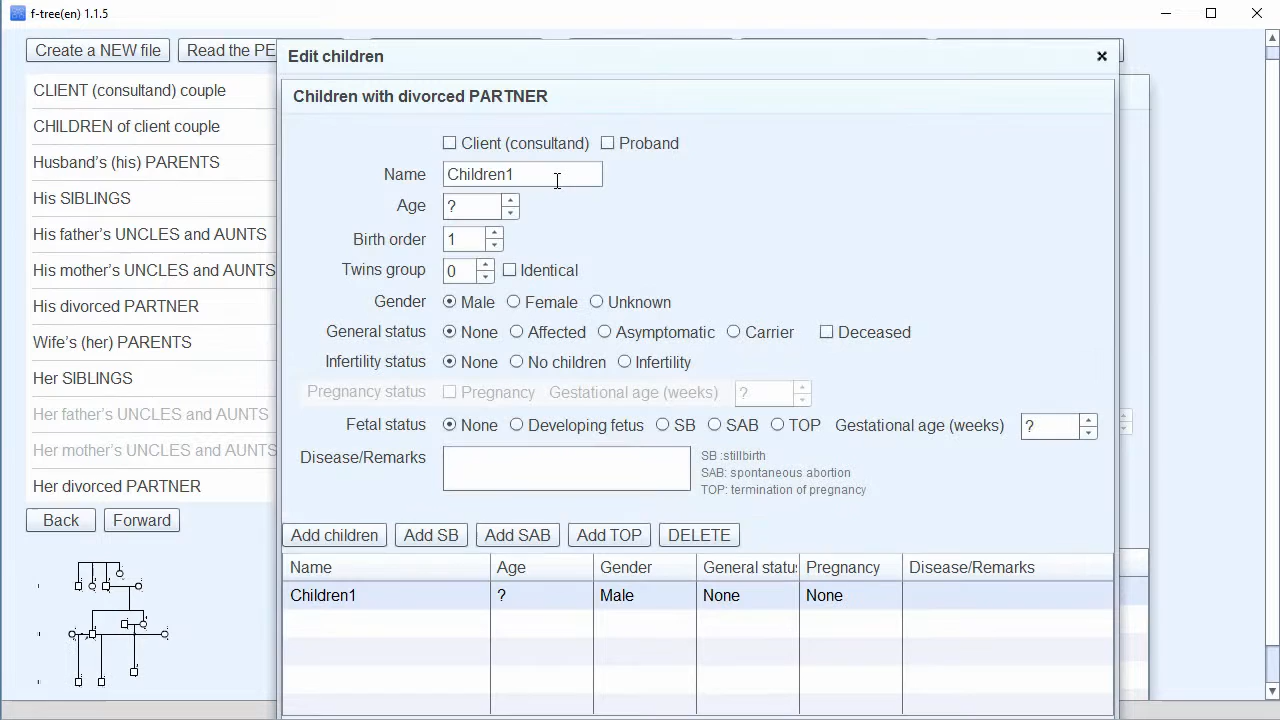 f-tree(en) 1.1.5
Create a NEW file
Read the PE
Edit children
CLIENT (consultand) couple
CHILDREN of client couple
Husband's (his) PARENTS
His SIBLINGS
His father's UNCLES and AUNTS
His mother's UNCLES and AUNTS
His divorced PARTNER
Wife's (her) PARENTS
Her SIBLINGS
Her father's UNCLES and AUNTS
Her mother's UNCLES and AUNTS
Her divorced PARTNER
Back Forward
Children with divorced PARTNER
Client (consultand) Proband
Name Children1
Age ?
Birth order 1
Twins group 0 Identical
Gender Male Female Unknown
General status None Affected Asymptomatic Carrier Deceased
Infertility status None No children Infertility
Pregnancy status Pregnancy Gestational age (weeks) ?
Fetal status None Developing fetus SB SAB TOP Gestational age (weeks) ?
Disease/Remarks
SB :stillbirth
SAB: spontaneous abortion
TOP: termination of pregnancy
Add children Add SB Add SAB Add TOP DELETE
Name Age Gender General statu Pregnancy Disease/Remarks
Children1 ? Male None None